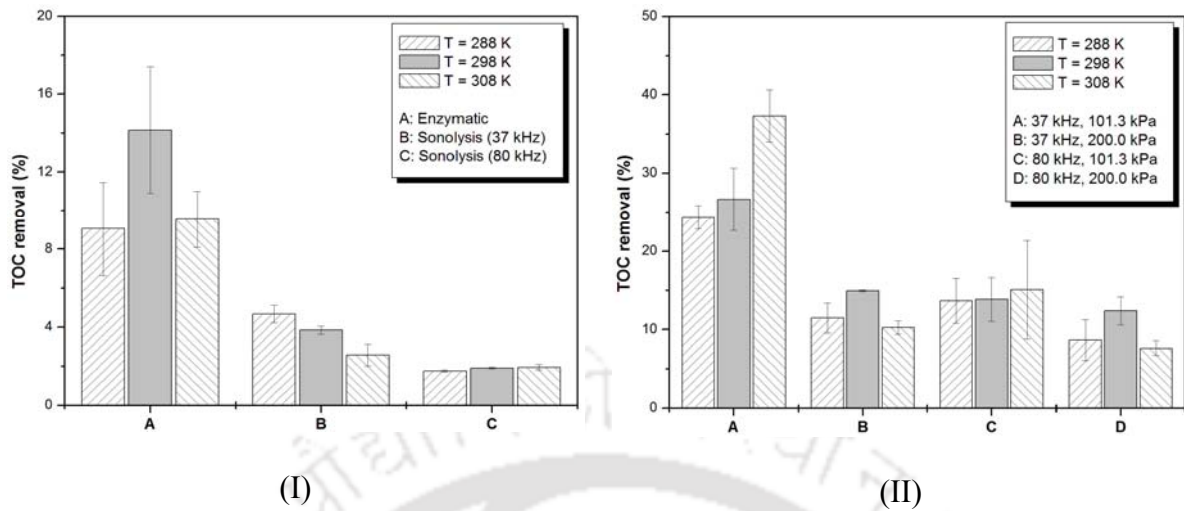 20
16
12
8
4
0
TOC removal (%)
T = 288 K
T = 298 K
T = 308 K
A: Enzymatic
B: Sonolysis (37 kHz)
C: Sonolysis (80 kHz)
A B C
(I)
50
40
30
20
10
0
TOC removal (%)
T = 288 K
T = 298 K
T = 308 K
A: 37 kHz, 101.3 kPa
B: 37 kHz, 200.0 kPa
C: 80 kHz, 101.3 kPa
D: 80 kHz, 200.0 kPa
A B C D
(II)